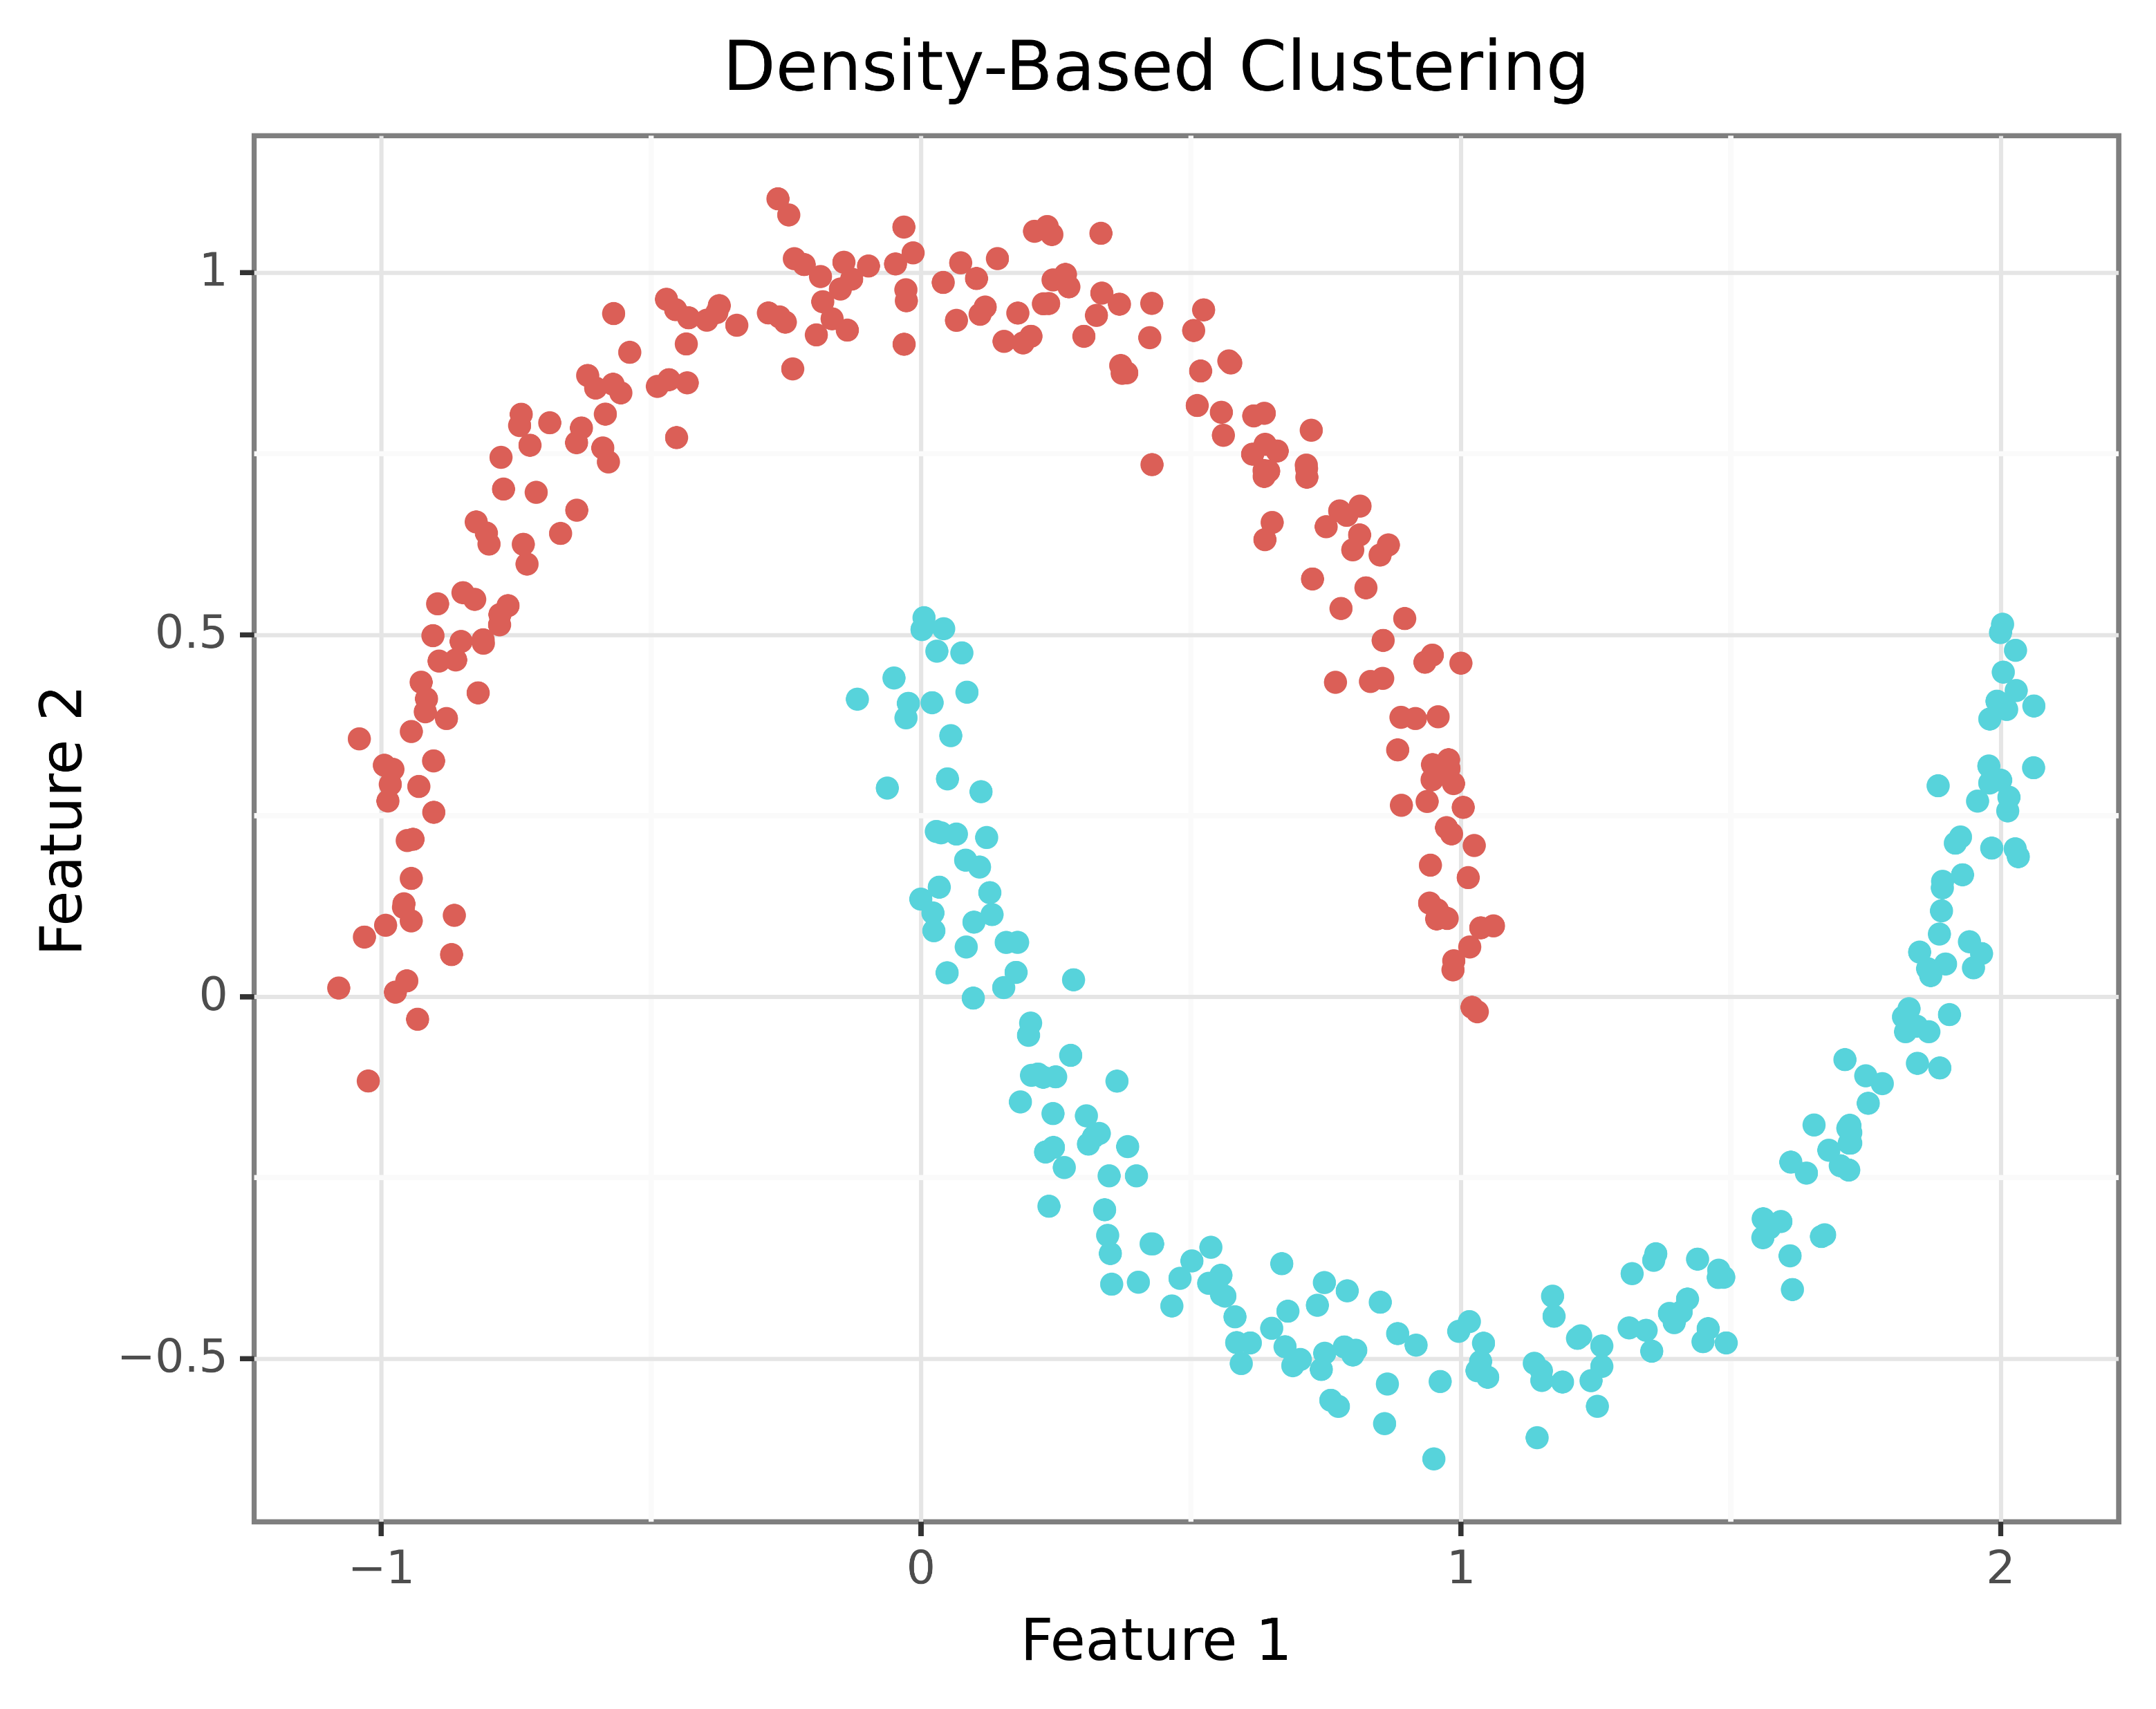 Density-Based Clustering
1
0.5
0
−0.5
Feature 2
−1 0 1 2
Feature 1